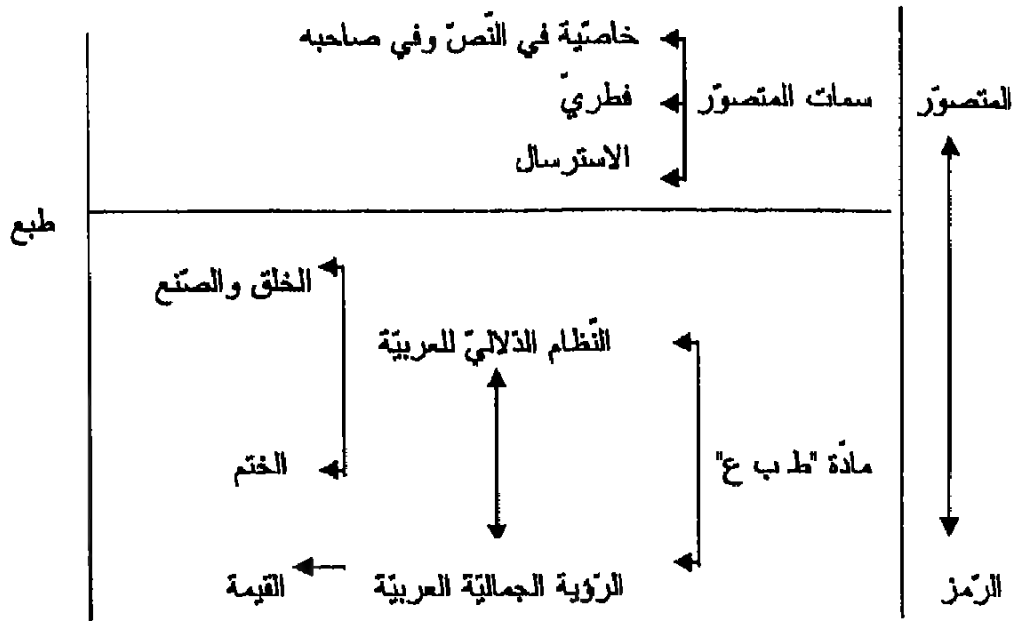 خاصّية في النّصّ وفي صاحبه
المتصوّر
سمات المتصوّر
فطريّ
الاسترسال
طبع
الخلق والصّنع
النّظام الدّلاليّ للعربيّة
مادّة "ط ب ع"
الختم
الرّمز
الرّؤية الجماليّة العربيّة
القيمة